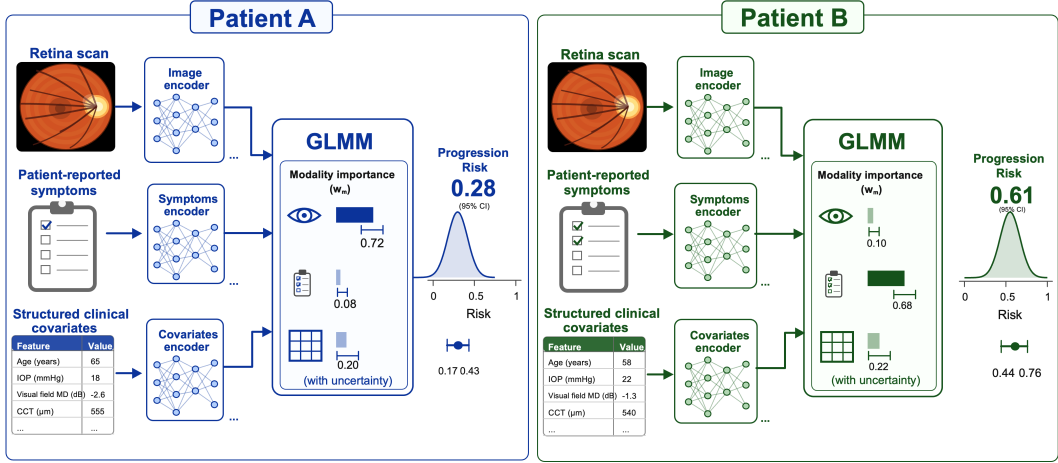 Patient A
Retina scan
Image
encoder
...
Patient-reported
symptoms
Symptoms
encoder
...
Structured clinical
covariates
Feature Value
Age (years) 65
IOP (mmHg) 18
Visual field MD (dB) -2.6
CCT (μm) 555
... ...
Covariates
encoder
...
GLMM
Modality importance
(wₘ)
0.72
0.08
0.20
(with uncertainty)
Progression
Risk
0.28
(95% CI)
0 0.5 1
Risk
0.17 0.43
Patient B
Retina scan
Image
encoder
...
Patient-reported
symptoms
Symptoms
encoder
...
Structured clinical
covariates
Feature Value
Age (years) 58
IOP (mmHg) 22
Visual field MD (dB) -1.3
CCT (μm) 540
... ...
Covariates
encoder
...
GLMM
Modality importance
(wₘ)
0.10
0.68
0.22
(with uncertainty)
Progression
Risk
0.61
(95% CI)
0 0.5 1
Risk
0.44 0.76